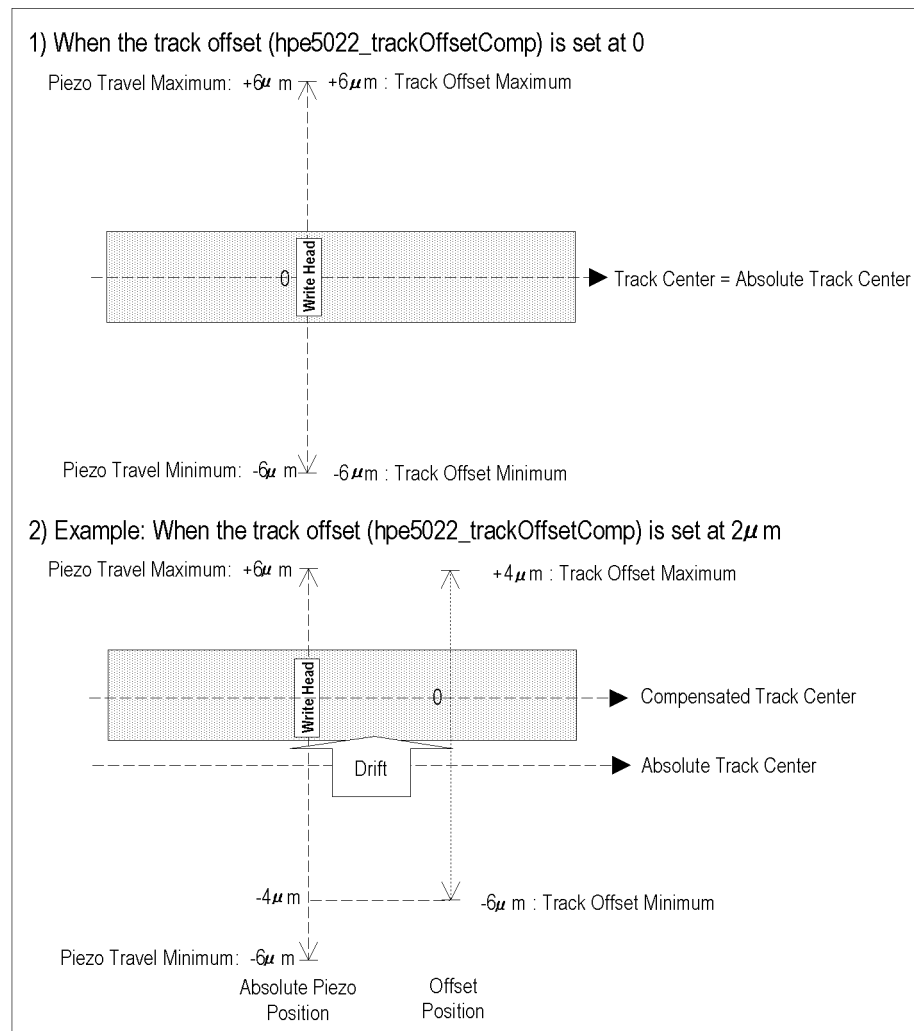 1) When the track offset (hpe5022_trackOffsetComp) is set at 0
Piezo Travel Maximum: +6μ m +6μm : Track Offset Maximum
0
Write Head
Track Center = Absolute Track Center
Piezo Travel Minimum: -6μ m -6μm : Track Offset Minimum
2) Example: When the track offset (hpe5022_trackOffsetComp) is set at 2μ m
Piezo Travel Maximum: +6μ m
+4μm : Track Offset Maximum
Write Head
0
Compensated Track Center
Drift
Absolute Track Center
-4μ m
-6μ m : Track Offset Minimum
Piezo Travel Minimum: -6μ m
Absolute Piezo
Position
Offset
Position